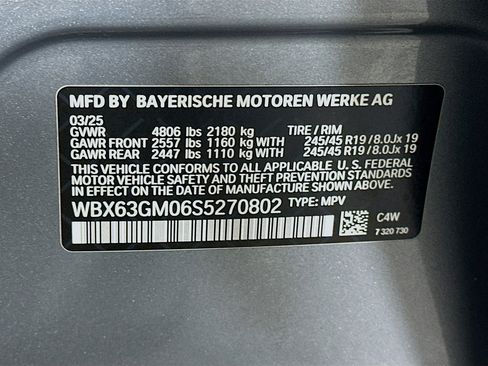 MFD BY BAYERISCHE MOTOREN WERKE AG
03/25
GVWR 4806 lbs 2180 kg TIRE / RIM
GAWR FRONT 2557 lbs 1160 kg 245/45 R19 / 8.0Jx 19
GAWR REAR 2447 lbs 1110 kg 245/45 R19 / 8.0Jx 19
THIS VEHICLE CONFORMS TO ALL APPLICABLE U. S. FEDERAL
MOTOR VEHICLE SAFETY, BUMPER, AND THEFT PREVENTION
STANDARDS IN EFFECT ON THE DATE OF MANUFACTURE SHOWN ABOVE.
WBX63GM06S5270802 TYPE: MPV
C4W
7 320 730